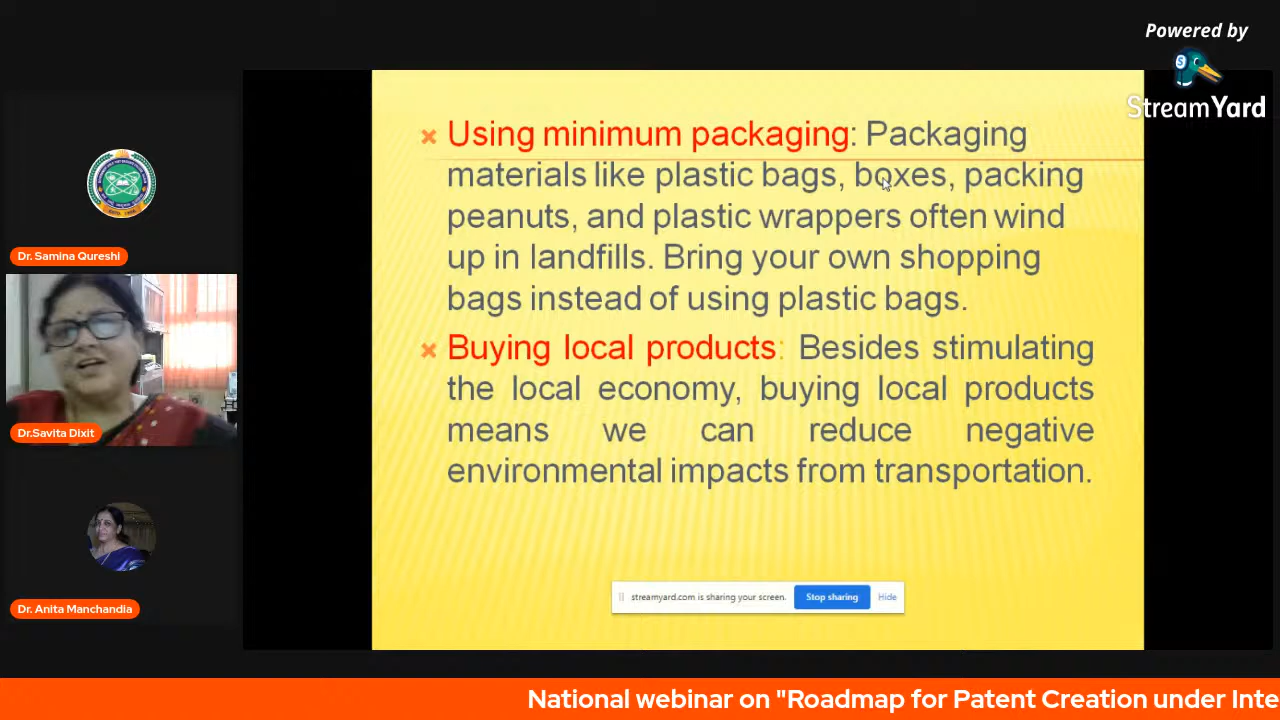 Powered by
StreamYard
Using minimum packaging: Packaging
materials like plastic bags, boxes, packing
peanuts, and plastic wrappers often wind
up in landfills. Bring your own shopping
bags instead of using plastic bags.
Buying local products: Besides stimulating
the local economy, buying local products
means we can reduce negative
environmental impacts from transportation.
streamyard.com is sharing your screen.
Stop sharing
Hide
Dr. Samina Qureshi
Dr.Savita Dixit
Dr. Anita Manchandia
National webinar on "Roadmap for Patent Creation under Inte